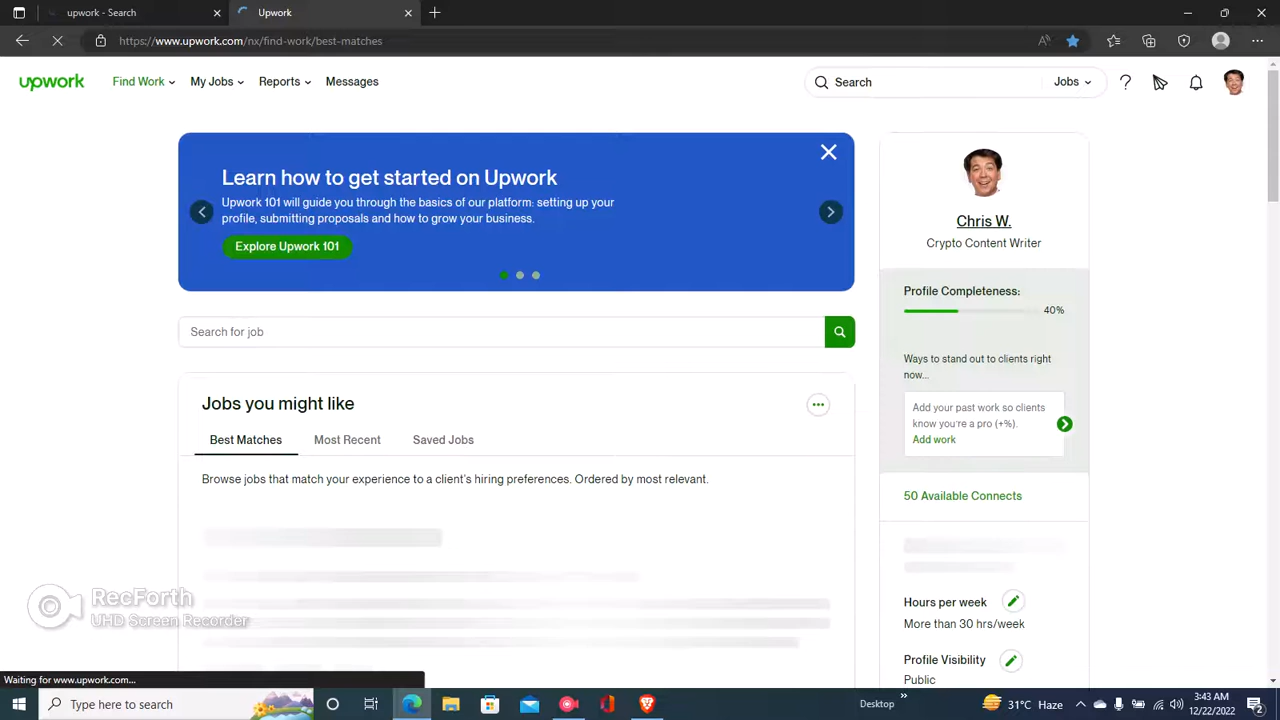 upwork - Search
Upwork
https://www.upwork.com/nx/find-work/best-matches
upwork
Find Work
My Jobs
Reports
Messages
Search
Jobs
Learn how to get started on Upwork
Upwork 101 will guide you through the basics of our platform: setting up your
profile, submitting proposals and how to grow your business.
Explore Upwork 101
Search for job
Jobs you might like
Best Matches
Most Recent
Saved Jobs
Browse jobs that match your experience to a client's hiring preferences. Ordered by most relevant.
Chris W.
Crypto Content Writer
Profile Completeness:
40%
Ways to stand out to clients right
now...
Add your past work so clients
know you're a pro (+%).
Add work
50 Available Connects
Hours per week
More than 30 hrs/week
Profile Visibility
Public
RecForth
UHD Screen Recorder
Waiting for www.upwork.com...
Type here to search
Desktop
31°C Haze
3:43 AM
12/22/2022
2